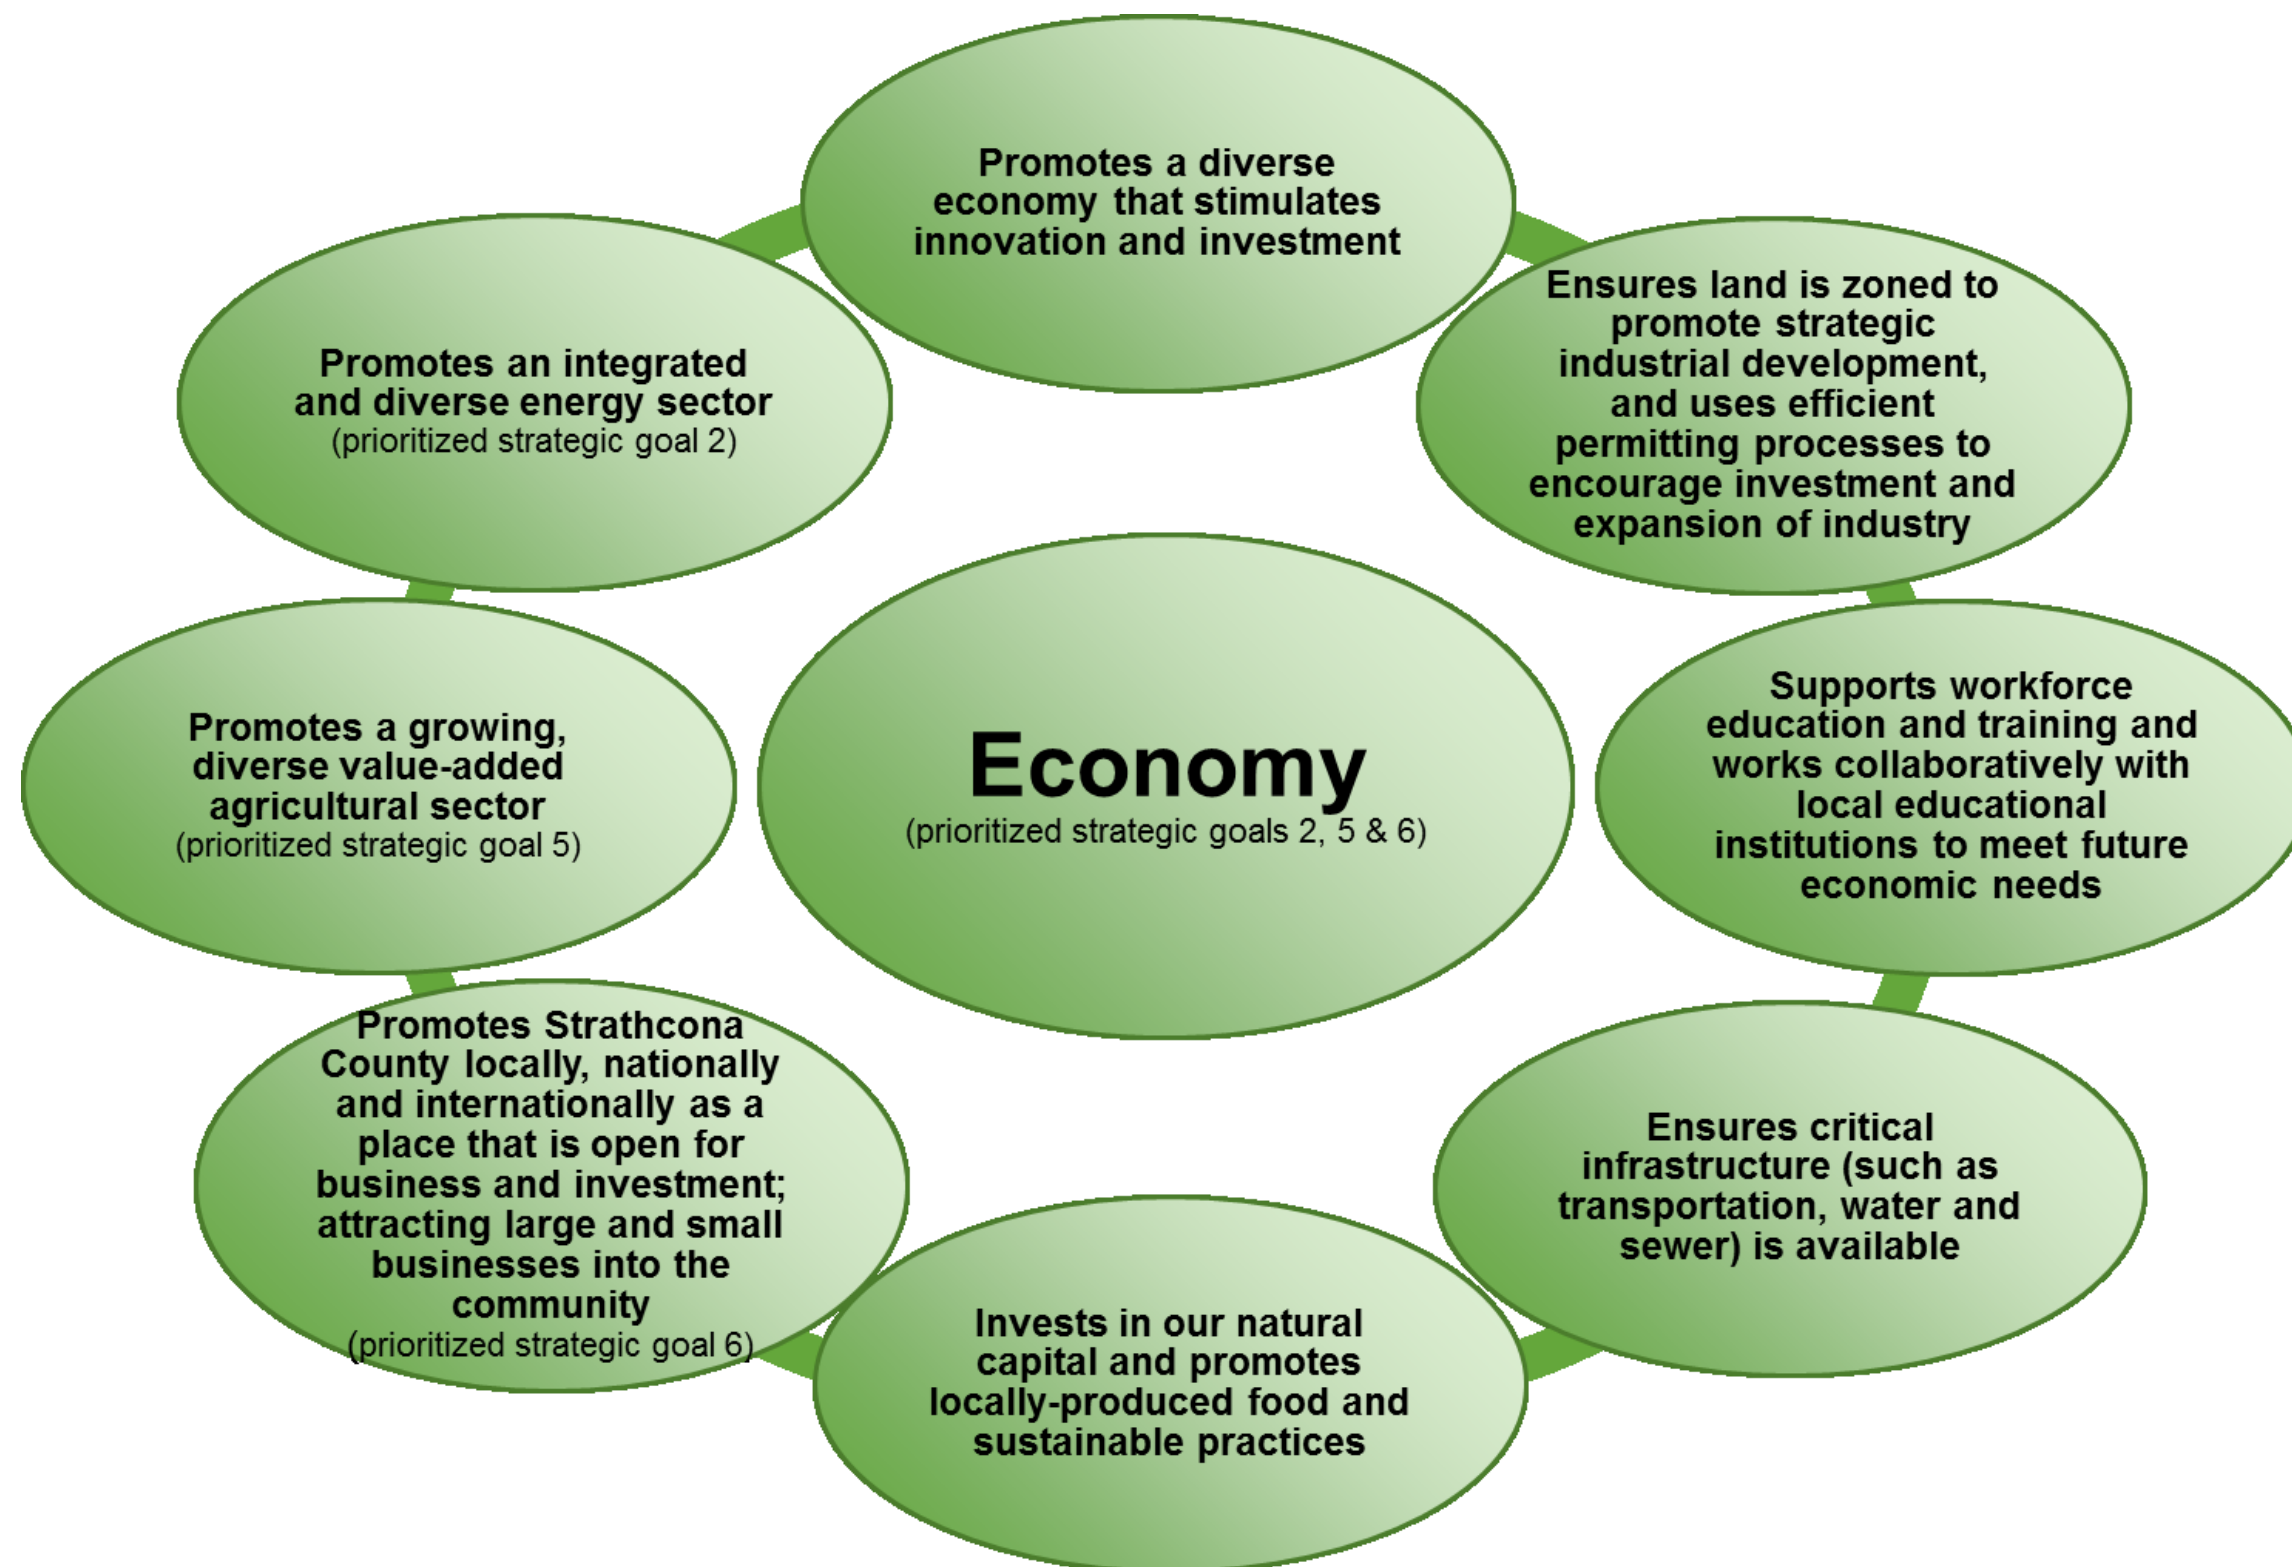 Promotes a diverse
economy that stimulates
innovation and investment
Ensures land is zoned to
promote strategic
industrial development,
and uses efficient
permitting processes to
encourage investment and
expansion of industry
Supports workforce
education and training and
works collaboratively with
local educational
institutions to meet future
economic needs
Ensures critical
infrastructure (such as
transportation, water and
sewer) is available
Invests in our natural
capital and promotes
locally-produced food and
sustainable practices
Promotes Strathcona
County locally, nationally
and internationally as a
place that is open for
business and investment;
attracting large and small
businesses into the
community
(prioritized strategic goal 6)
Promotes a growing,
diverse value-added
agricultural sector
(prioritized strategic goal 5)
Promotes an integrated
and diverse energy sector
(prioritized strategic goal 2)
Economy
(prioritized strategic goals 2, 5 & 6)